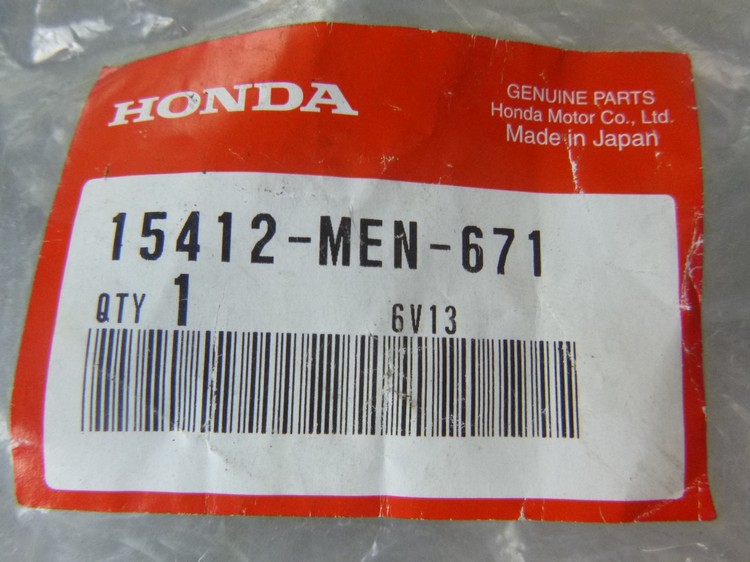 HONDA
GENUINE PARTS
Honda Motor Co., Ltd.
Made in Japan
15412-MEN-671
QTY 1 6V13